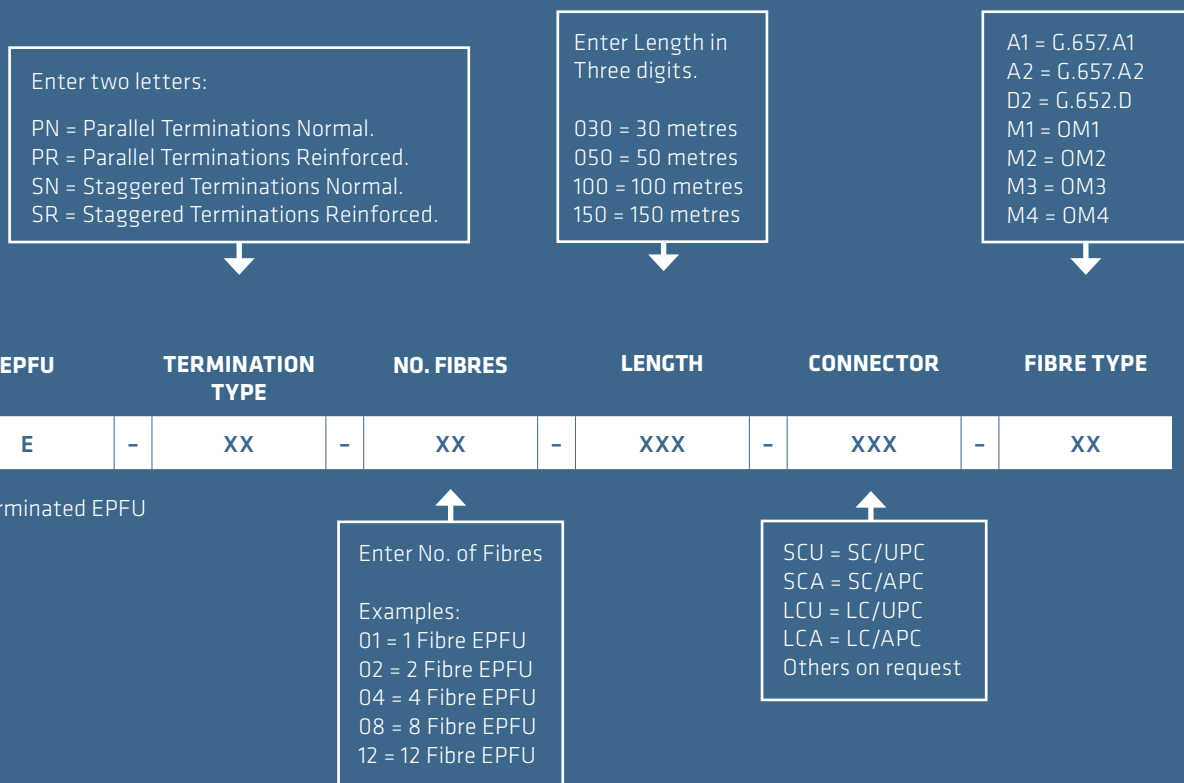 Enter two letters:
PN = Parallel Terminations Normal.
PR = Parallel Terminations Reinforced.
SN = Staggered Terminations Normal.
SR = Staggered Terminations Reinforced.
Enter Length in
Three digits.
030 = 30 metres
050 = 50 metres
100 = 100 metres
150 = 150 metres
A1 = G.657.A1
A2 = G.657.A2
D2 = G.652.D
M1 = OM1
M2 = OM2
M3 = OM3
M4 = OM4
EPFU
TERMINATION
TYPE
NO. FIBRES
LENGTH
CONNECTOR
FIBRE TYPE
E - XX - XX - XXX - XXX - XX
rminated EPFU
Enter No. of Fibres
Examples:
01 = 1 Fibre EPFU
02 = 2 Fibre EPFU
04 = 4 Fibre EPFU
08 = 8 Fibre EPFU
12 = 12 Fibre EPFU
SCU = SC/UPC
SCA = SC/APC
LCU = LC/UPC
LCA = LC/APC
Others on request